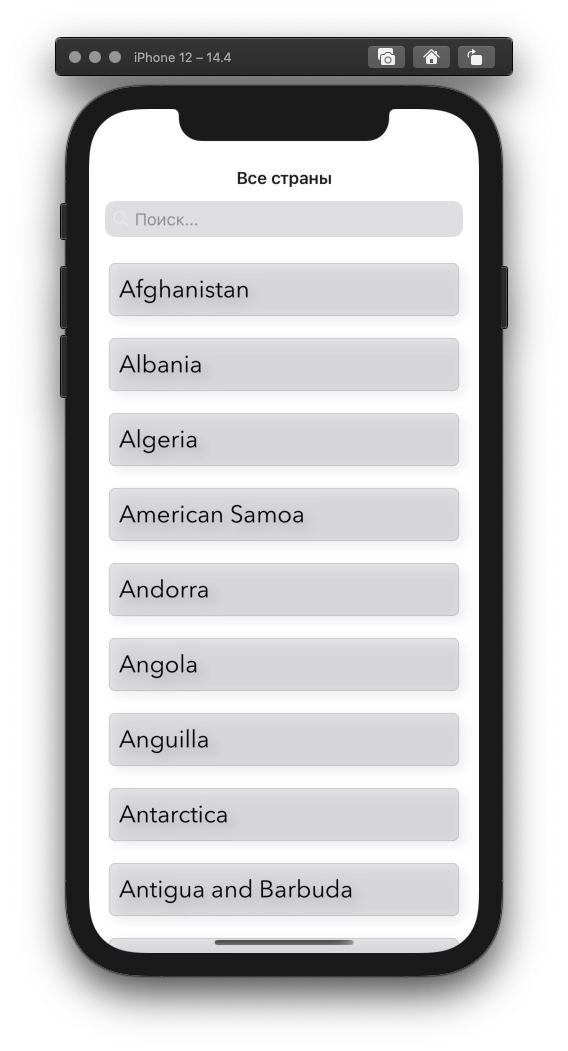 iPhone 12 – 14.4
Все страны
Поиск...
Afghanistan
Albania
Algeria
American Samoa
Andorra
Angola
Anguilla
Antarctica
Antigua and Barbuda